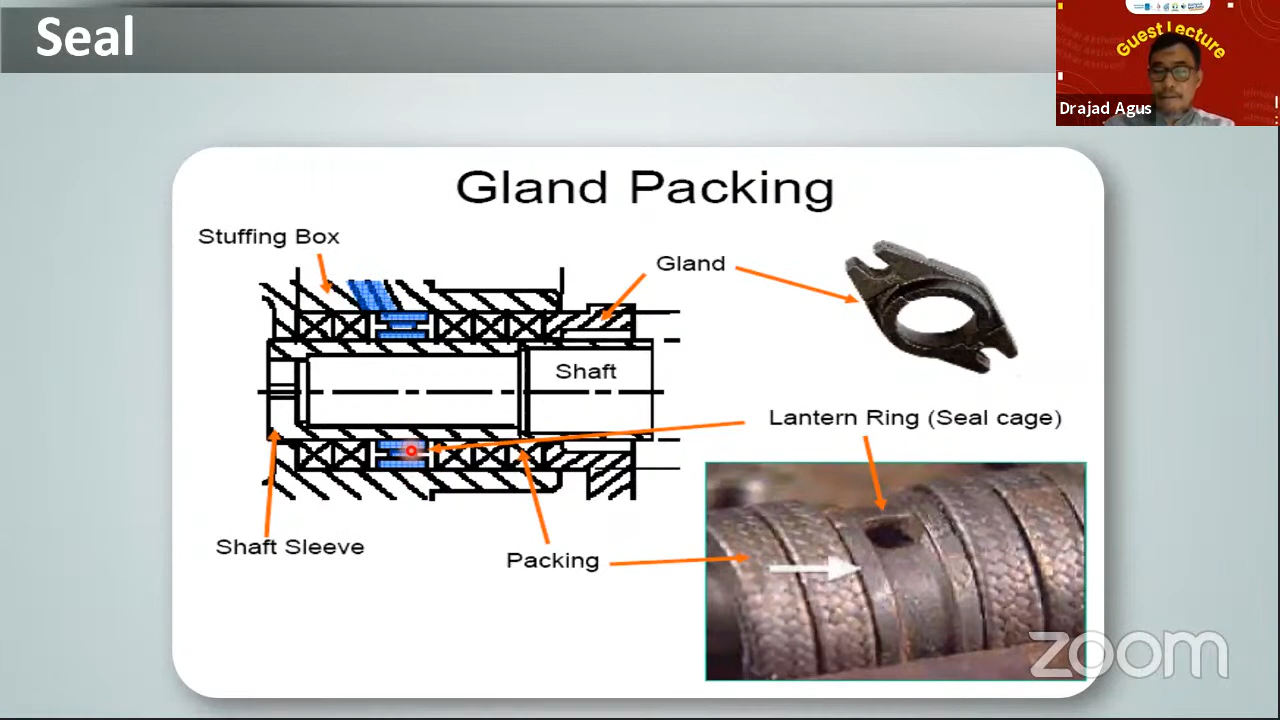 Seal
Guest Lecture
Drajad Agus
Gland Packing
Stuffing Box
Gland
Shaft
Lantern Ring (Seal cage)
Shaft Sleeve
Packing
zoom